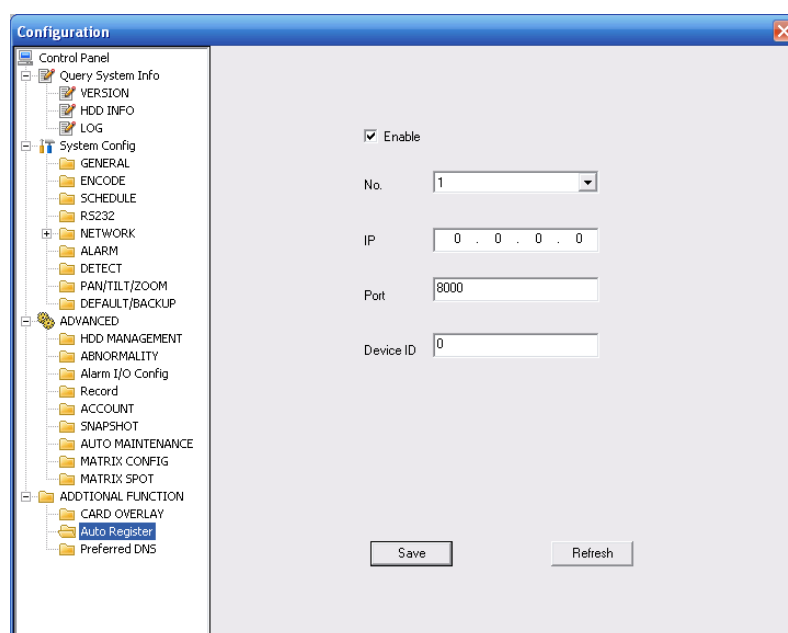 Configuration
Control Panel
Query System Info
VERSION
HDD INFO
LOG
System Config
GENERAL
ENCODE
SCHEDULE
RS232
NETWORK
ALARM
DETECT
PAN/TILT/ZOOM
DEFAULT/BACKUP
ADVANCED
HDD MANAGEMENT
ABNORMALITY
Alarm I/O Config
Record
ACCOUNT
SNAPSHOT
AUTO MAINTENANCE
MATRIX CONFIG
MATRIX SPOT
ADDTIONAL FUNCTION
CARD OVERLAY
Auto Register
Preferred DNS
Enable
No. 1
IP 0 . 0 . 0 . 0
Port 8000
Device ID 0
Save Refresh